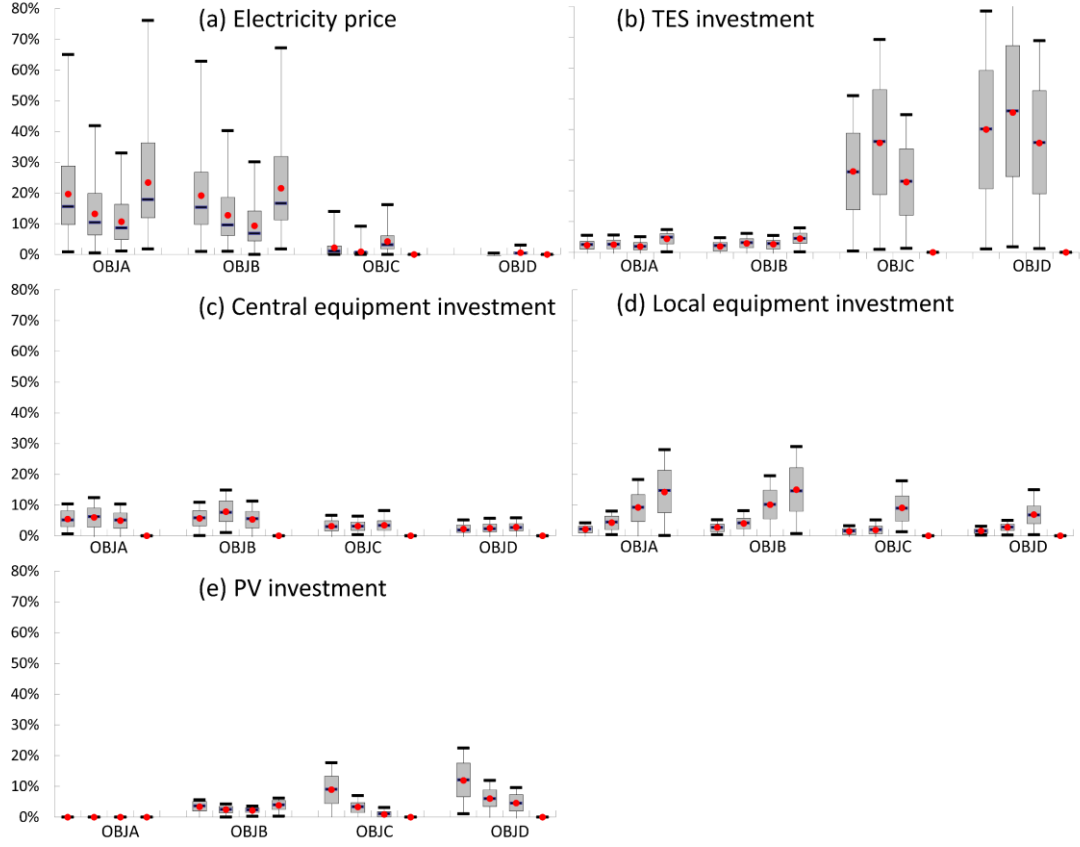 (a) Electricity price
80%
70%
60%
50%
40%
30%
20%
10%
0%
OBJA OBJB OBJC OBJD
(b) TES investment
OBJA OBJB OBJC OBJD
(c) Central equipment investment
80%
70%
60%
50%
40%
30%
20%
10%
0%
OBJA OBJB OBJC OBJD
(d) Local equipment investment
OBJA OBJB OBJC OBJD
(e) PV investment
80%
70%
60%
50%
40%
30%
20%
10%
0%
OBJA OBJB OBJC OBJD